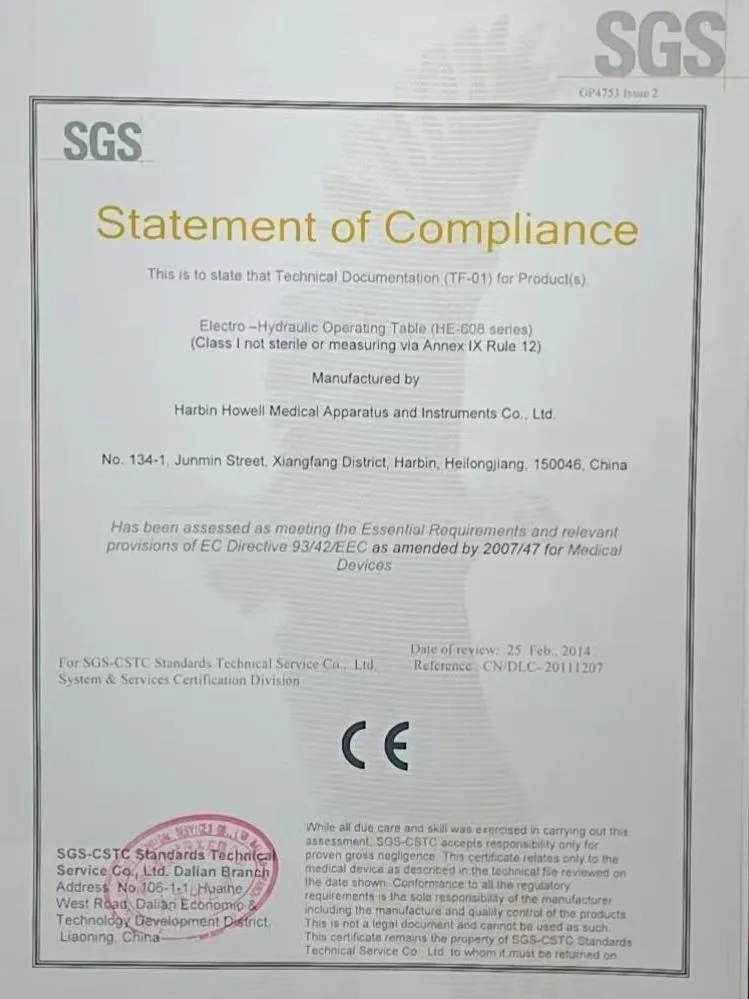 SGS
OP4753 Issue 2
SGS
Statement of Compliance
This is to state that Technical Documentation (TF-01) for Product(s)
Electro –Hydraulic Operating Table (HE-608 series)
(Class I not sterile or measuring via Annex IX Rule 12)
Manufactured by
Harbin Howell Medical Apparatus and Instruments Co., Ltd.
No. 134-1, Junmin Street, Xiangfang District, Harbin, Heilongjiang, 150046, China
Has been assessed as meeting the Essential Requirements and relevant
provisions of EC Directive 93/42/EEC as amended by 2007/47 for Medical
Devices
For SGS-CSTC Standards Technical Service Co., Ltd.
System & Services Certification Division
Date of review: 25 Feb., 2014
Reference: CN/DLC- 20111207
CE
SGS-CSTC Standards Technical
Service Co., Ltd. Dalian Branch
Address No.106-1-1, Huaihe
West Road, Dalian Economic &
Technology Development District,
Liaoning, China
While all due care and skill was exercised in carrying out this
assessment, SGS-CSTC accepts responsibility only for
proven gross negligence. This certificate relates only to the
medical device as described in the technical file reviewed on
the date shown. Conformance to all the regulatory
requirements is the sole responsibility of the manufacturer
including the manufacture and quality control of the products
This is not a legal document and cannot be used as such.
This certificate remains the property of SGS-CSTC Standards
Technical Service Co., Ltd. to whom it must be returned on